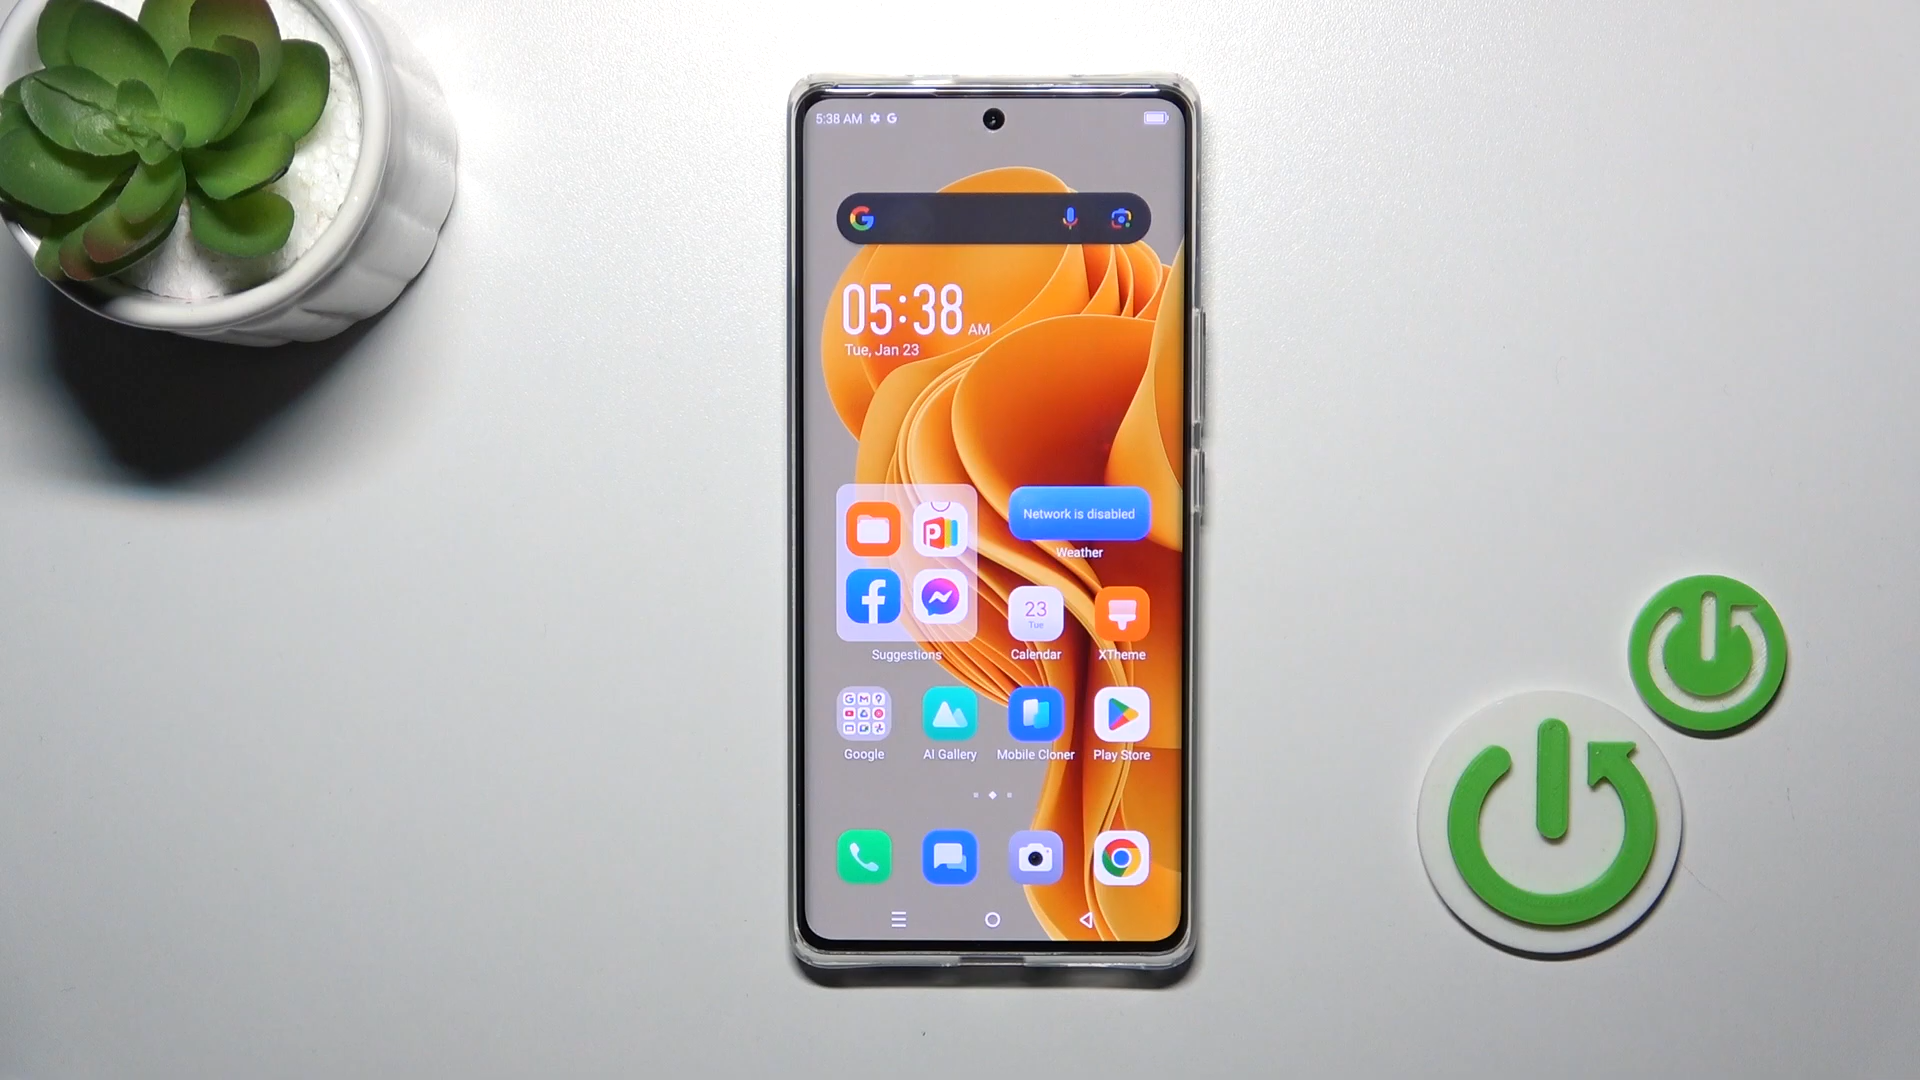 5:38 AM
05:38 AM
Tue, Jan 23
Network is disabled
Weather
23
Tue
Suggestions
Calendar
XTheme
Google
AI Gallery
Mobile Cloner
Play Store